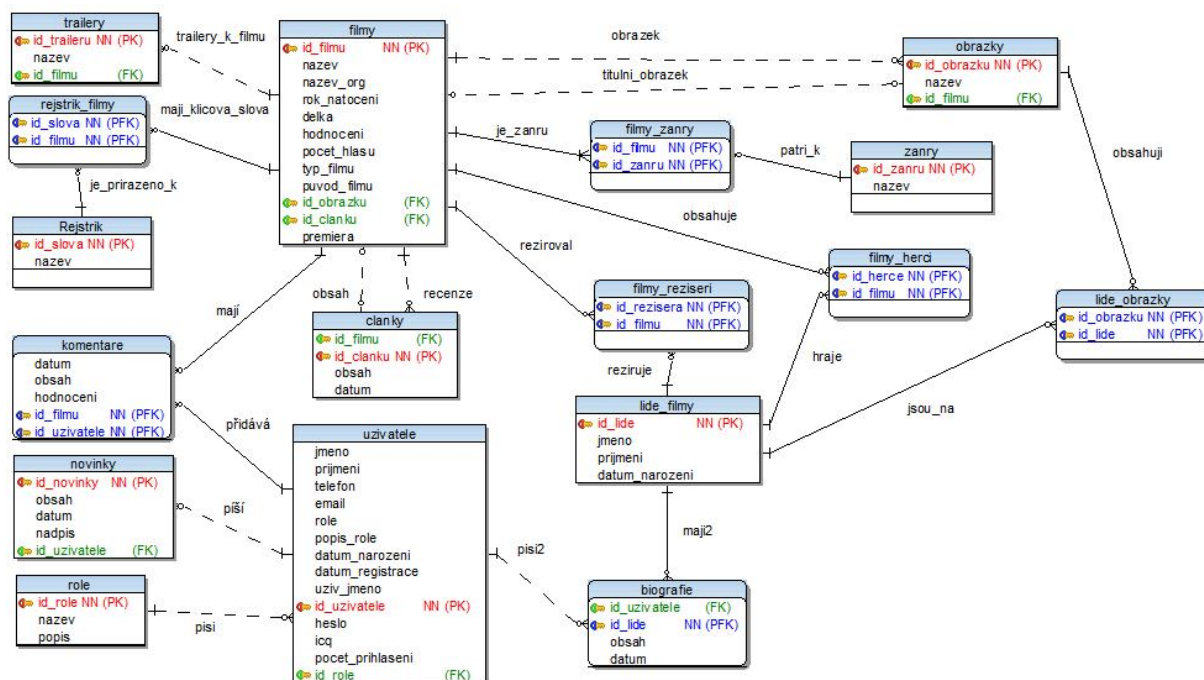 trailery
id_traileru NN (PK)
nazev
id_filmu (FK)
trailery_k_filmu
filmy
id_filmu NN (PK)
nazev
nazev_org
rok_natoceni
delka
hodnoceni
pocet_hlasu
typ_filmu
puvod_filmu
id_obrazku (FK)
id_clanku (FK)
premiera
obrazek
titulni_obrazek
obrazky
id_obrazku NN (PK)
nazev
id_filmu (FK)
rejstrik_filmy
id_slova NN (PFK)
id_filmu NN (PFK)
maji_klicova_slova
je_zanru
filmy_zanry
id_filmu NN (PFK)
id_zanru NN (PFK)
patri_k
zanry
id_zanru NN (PK)
nazev
obsahuji
je_prirazeno_k
Rejstrik
id_slova NN (PK)
nazev
obsahuje
reziroval
filmy_herci
id_herce NN (PFK)
id_filmu NN (PFK)
filmy_reziseri
id_rezisera NN (PFK)
id_filmu NN (PFK)
lide_obrazky
id_obrazku NN (PFK)
id_lide NN (PFK)
mají
obsah
recenze
clanky
id_filmu (FK)
id_clanku NN (PK)
obsah
datum
komentare
datum
obsah
hodnoceni
id_filmu NN (PFK)
id_uzivatele NN (PFK)
reziruje
hraje
jsou_na
lide_filmy
id_lide NN (PK)
jmeno
prijmeni
datum_narozeni
přidává
uzivatele
jmeno
prijmeni
telefon
email
role
popis_role
datum_narozeni
datum_registrace
uziv_jmeno
id_uzivatele NN (PK)
heslo
icq
pocet_prihlaseni
id_role (FK)
novinky
id_novinky NN (PK)
obsah
datum
nadpis
id_uzivatele (FK)
píší
pisi2
maji2
role
id_role NN (PK)
nazev
popis
pisi
biografie
id_uzivatele (FK)
id_lide NN (PFK)
obsah
datum